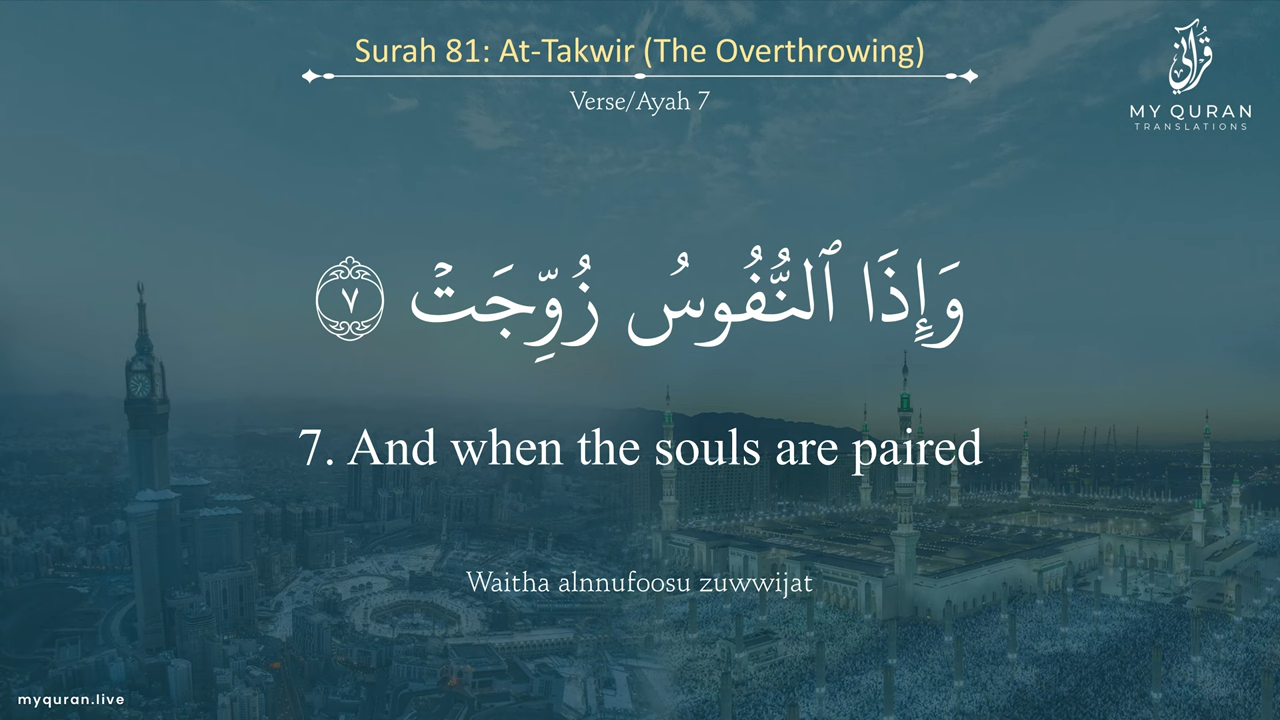 Surah 81: At-Takwir (The Overthrowing)
Verse/Ayah 7
قُرْآنِي
MY QURAN
TRANSLATIONS
وَإِذَا ٱلنُّفُوسُ زُوِّجَتۡ ٧
7. And when the souls are paired
Waitha alnnufoosu zuwwijat
myquran.live